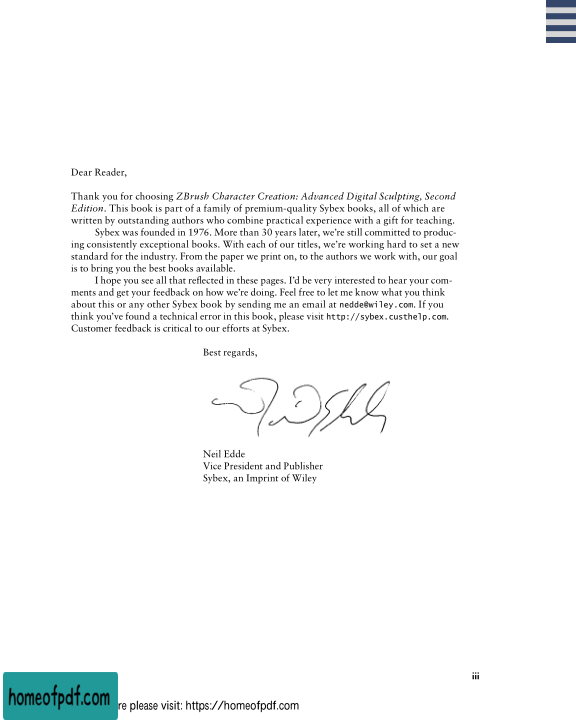 Dear Reader,
Thank you for choosing ZBrush Character Creation: Advanced Digital Sculpting, Second
Edition. This book is part of a family of premium-quality Sybex books, all of which are
written by outstanding authors who combine practical experience with a gift for teaching.
Sybex was founded in 1976. More than 30 years later, we're still committed to produc-
ing consistently exceptional books. With each of our titles, we're working hard to set a new
standard for the industry. From the paper we print on, to the authors we work with, our goal
is to bring you the best books available.
I hope you see all that reflected in these pages. I'd be very interested to hear your com-
ments and get your feedback on how we're doing. Feel free to let me know what you think
about this or any other Sybex book by sending me an email at nedde@wiley.com. If you
think you've found a technical error in this book, please visit http://sybex.custhelp.com.
Customer feedback is critical to our efforts at Sybex.
Best regards,
Neil Edde
Vice President and Publisher
Sybex, an Imprint of Wiley
iii
homeofpdf.com
re please visit: https://homeofpdf.com